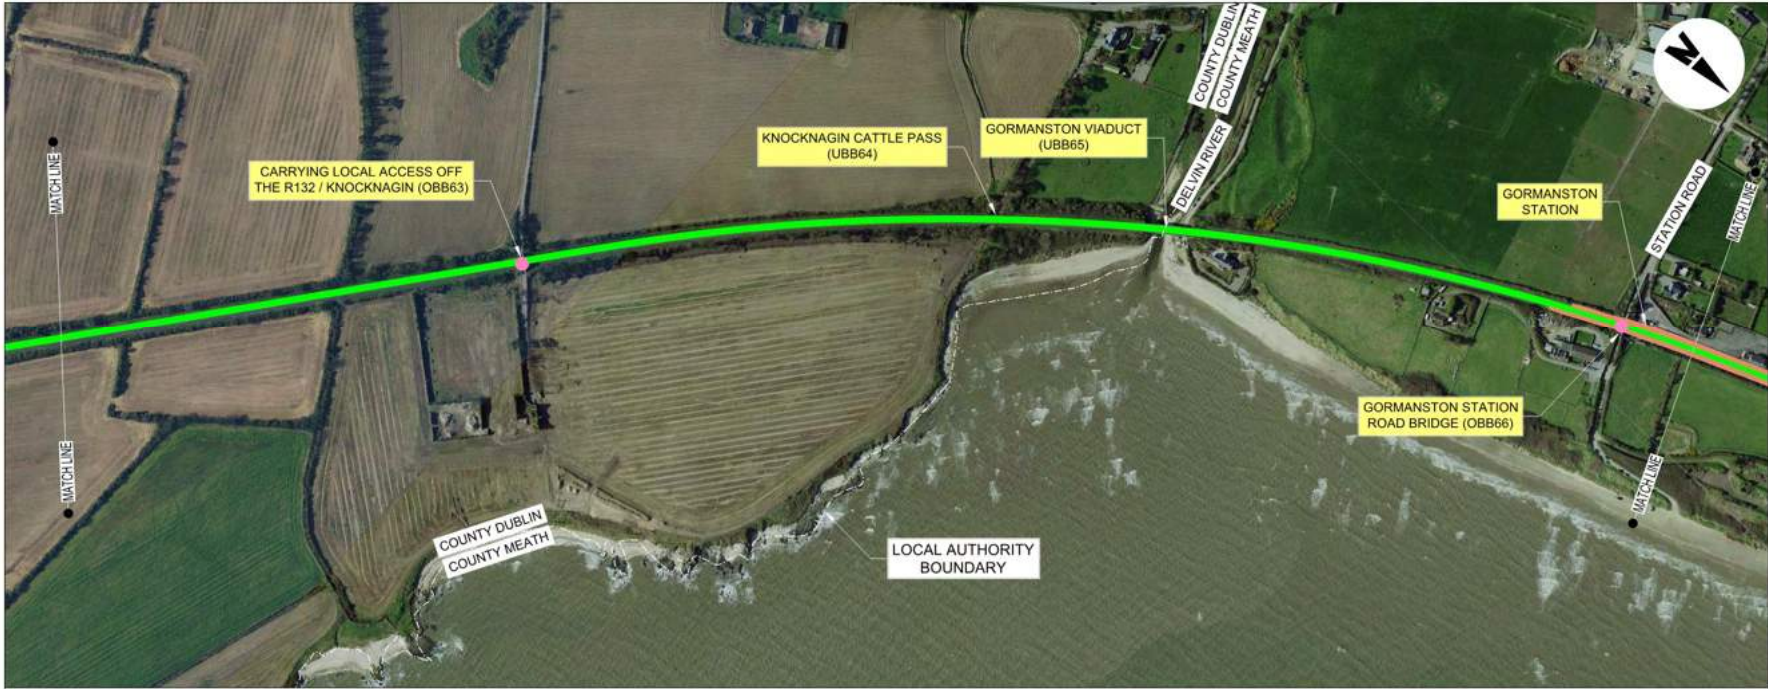 COUNTY DUBLIN
COUNTY MEATH
N
KNOCKNAGIN CATTLE PASS
(UBB64)
GORMANSTON VIADUCT
(UBB65)
DELVIN RIVER
CARRYING LOCAL ACCESS OFF
THE R132 / KNOCKNAGIN (OBB63)
GORMANSTON
STATION
STATION ROAD
MATCH LINE
MATCH LINE
GORMANSTON STATION
ROAD BRIDGE (OBB66)
MATCH LINE
MATCH LINE
COUNTY DUBLIN
COUNTY MEATH
LOCAL AUTHORITY
BOUNDARY